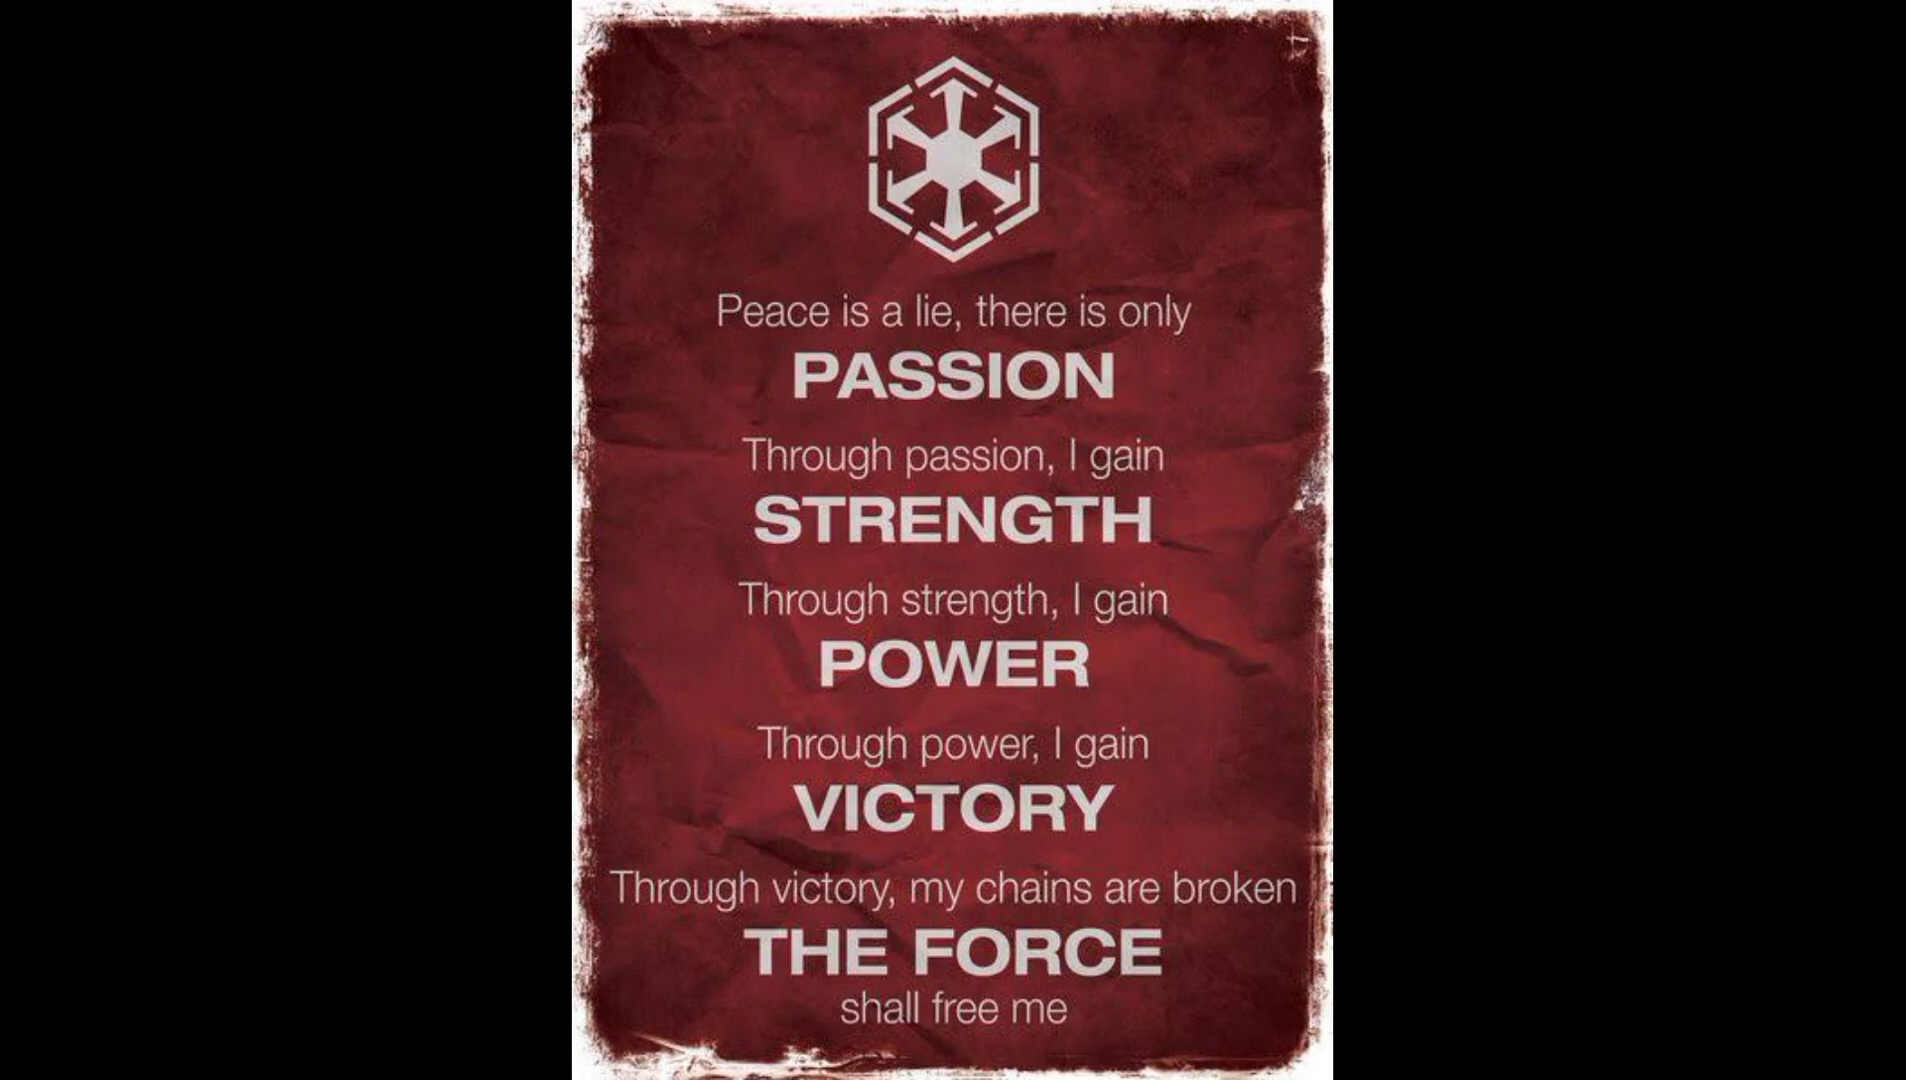 Peace is a lie, there is only
PASSION
Through passion, I gain
STRENGTH
Through strength, I gain
POWER
Through power, I gain
VICTORY
Through victory, my chains are broken
THE FORCE
shall free me